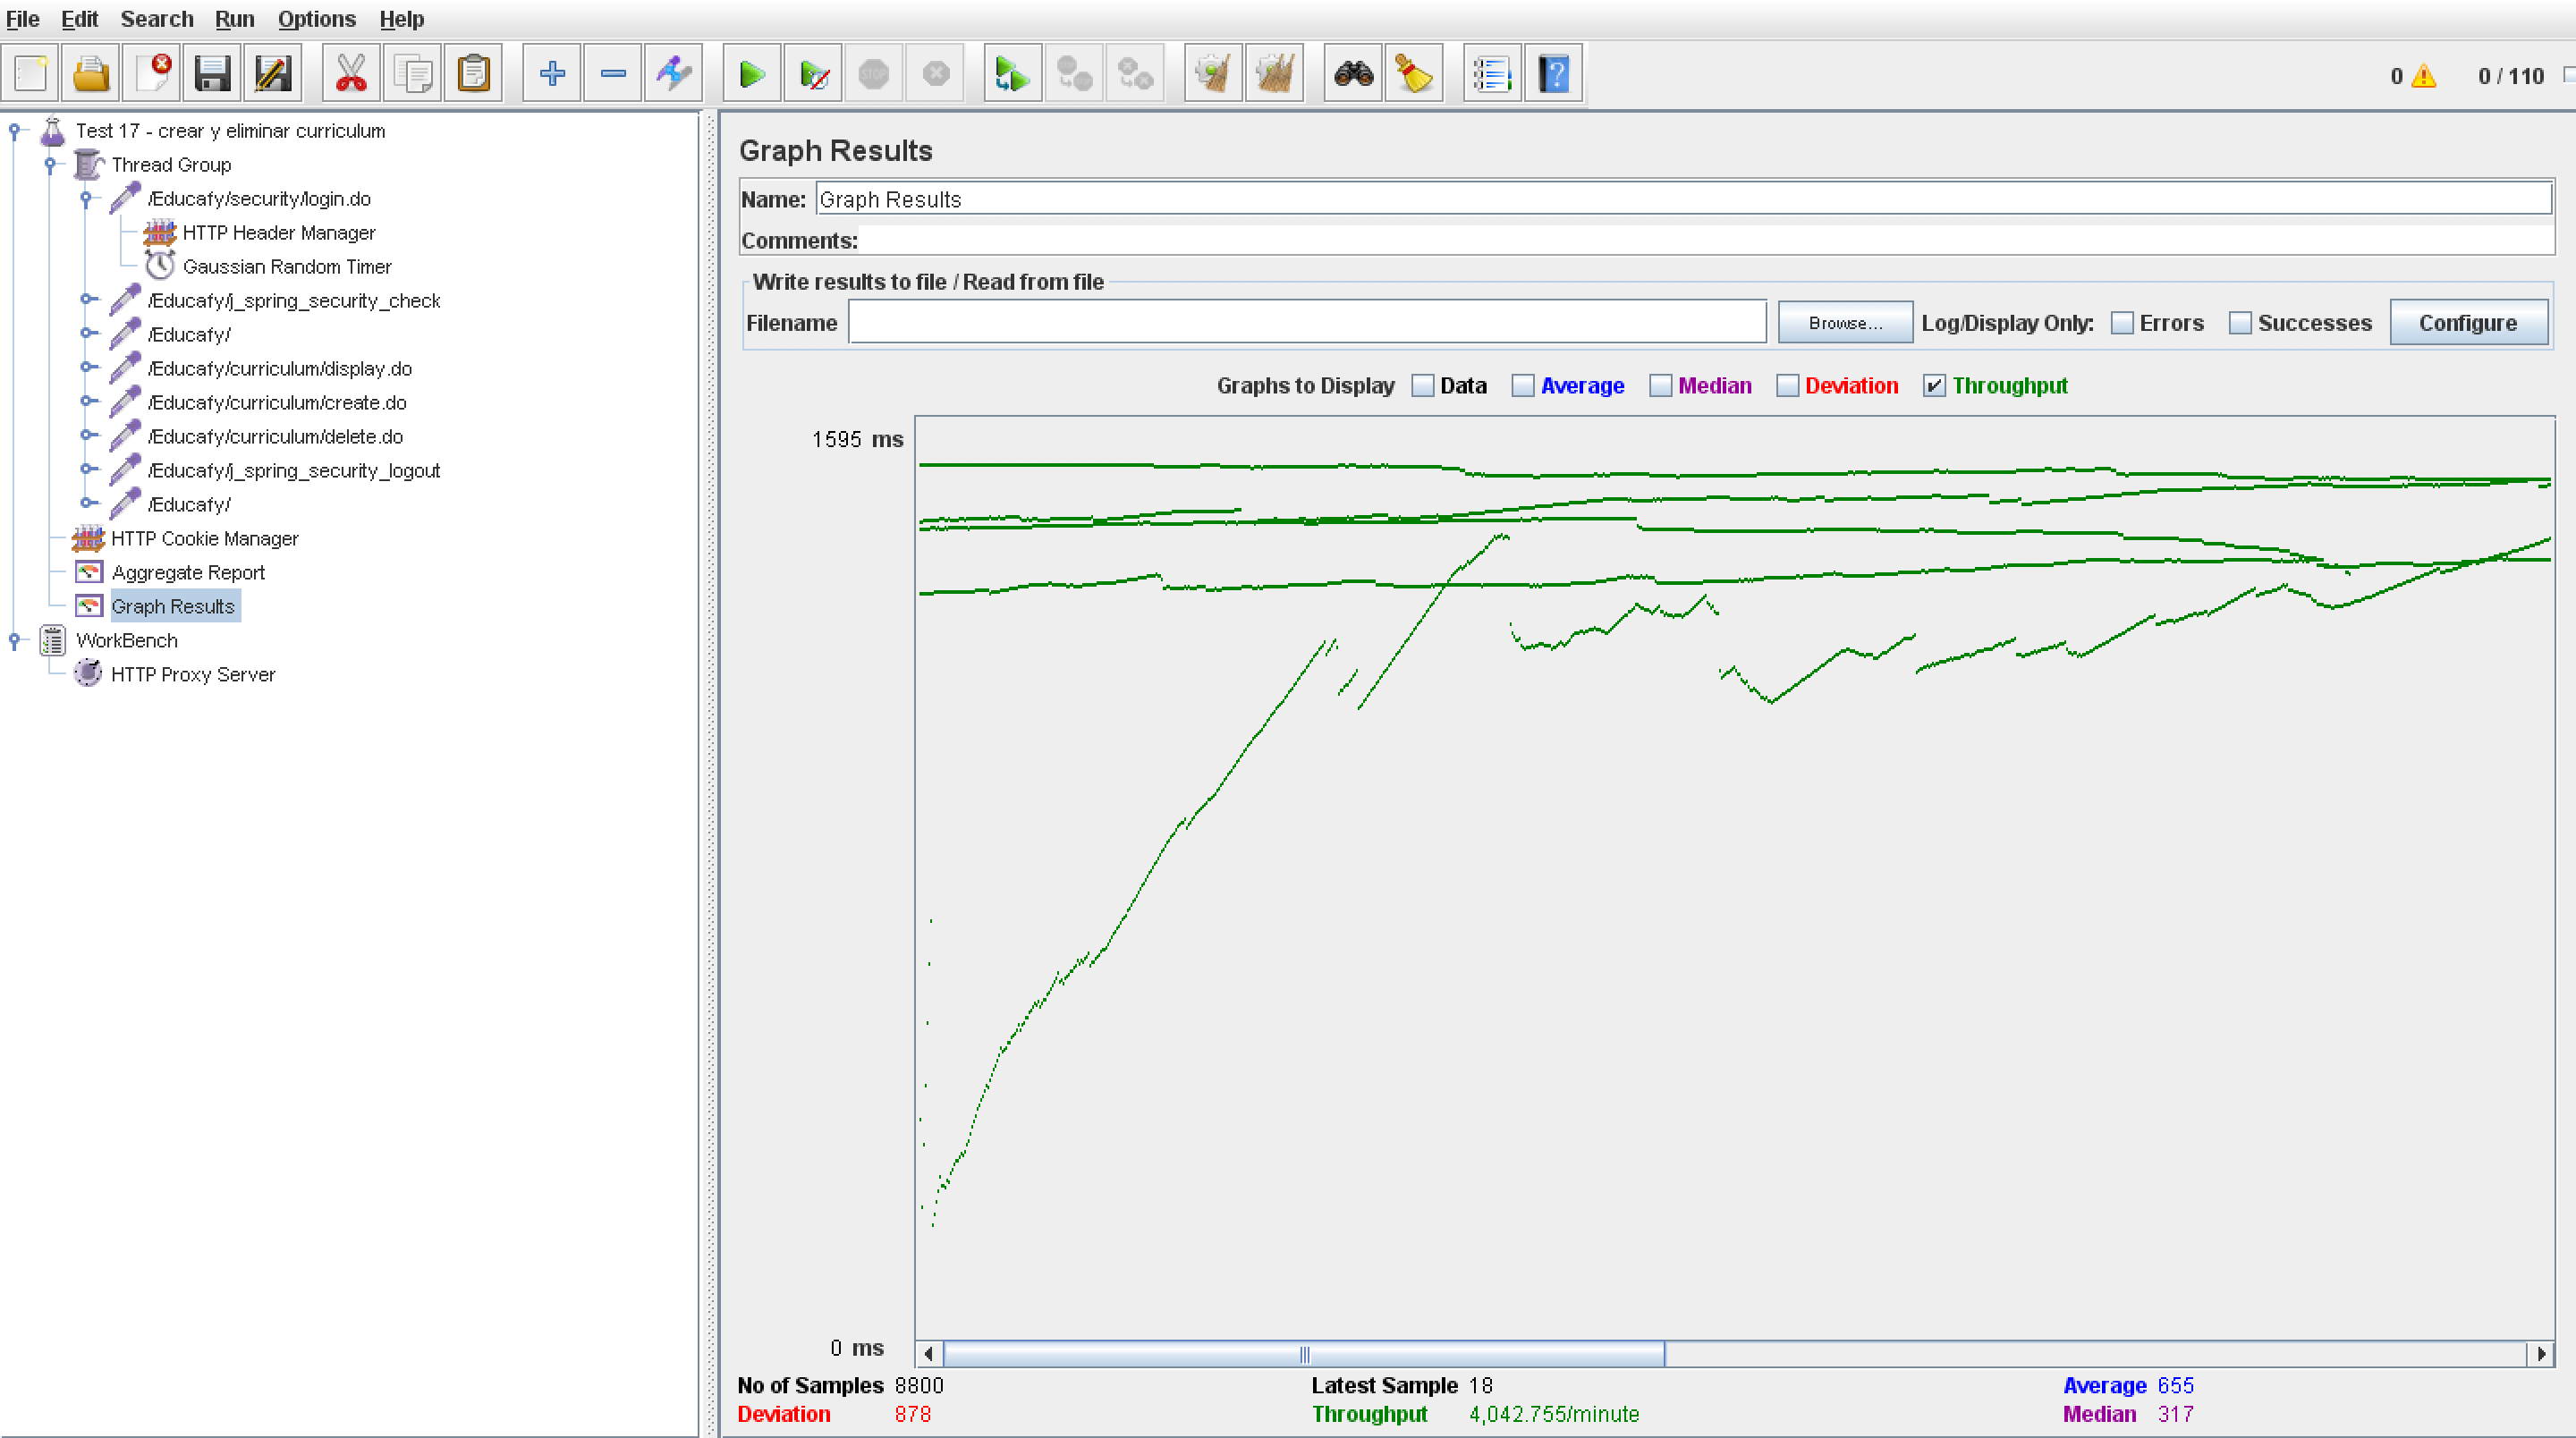 File Edit Search Run Options Help
STOP
0 0 / 110
Test 17 - crear y eliminar curriculum
Thread Group
/Educafy/security/login.do
HTTP Header Manager
Gaussian Random Timer
/Educafy/j_spring_security_check
/Educafy/
/Educafy/curriculum/display.do
/Educafy/curriculum/create.do
/Educafy/curriculum/delete.do
/Educafy/j_spring_security_logout
/Educafy/
HTTP Cookie Manager
Aggregate Report
Graph Results
WorkBench
HTTP Proxy Server
Graph Results
Name: Graph Results
Comments:
Write results to file / Read from file
Filename Browse... Log/Display Only: Errors Successes Configure
Graphs to Display Data Average Median Deviation Throughput
1595 ms
0 ms
No of Samples 8800 Latest Sample 18 Average 655
Deviation 878 Throughput 4,042.755/minute Median 317